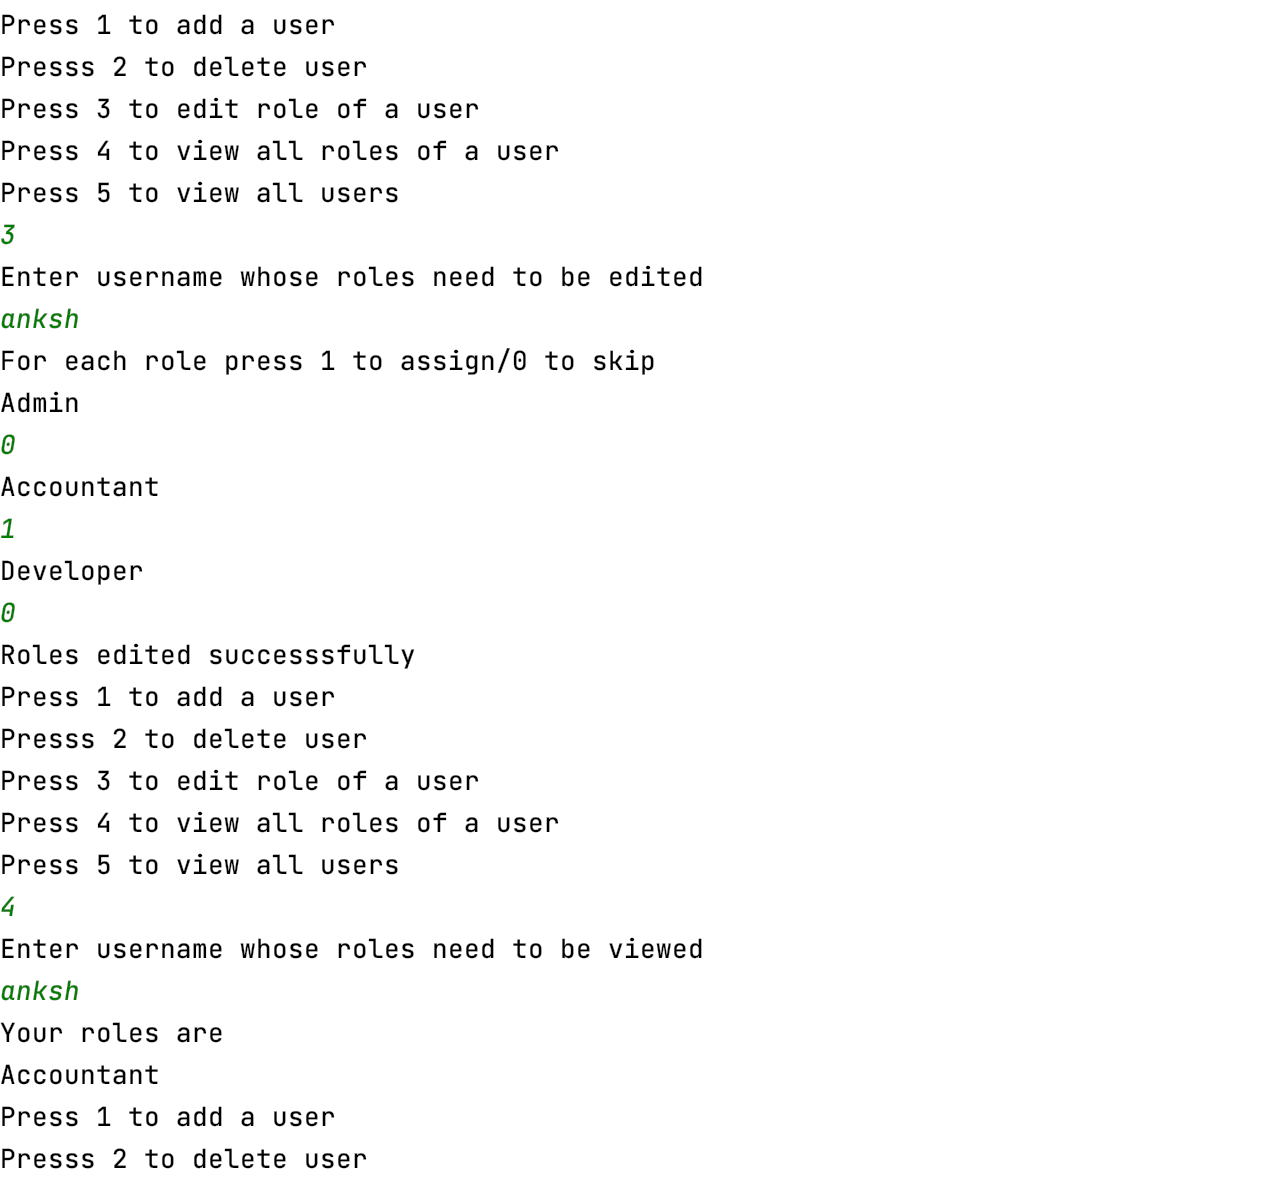 Press 1 to add a user
Presss 2 to delete user
Press 3 to edit role of a user
Press 4 to view all roles of a user
Press 5 to view all users
3
Enter username whose roles need to be edited
anksh
For each role press 1 to assign/0 to skip
Admin
0
Accountant
1
Developer
0
Roles edited successsfully
Press 1 to add a user
Presss 2 to delete user
Press 3 to edit role of a user
Press 4 to view all roles of a user
Press 5 to view all users
4
Enter username whose roles need to be viewed
anksh
Your roles are
Accountant
Press 1 to add a user
Presss 2 to delete user